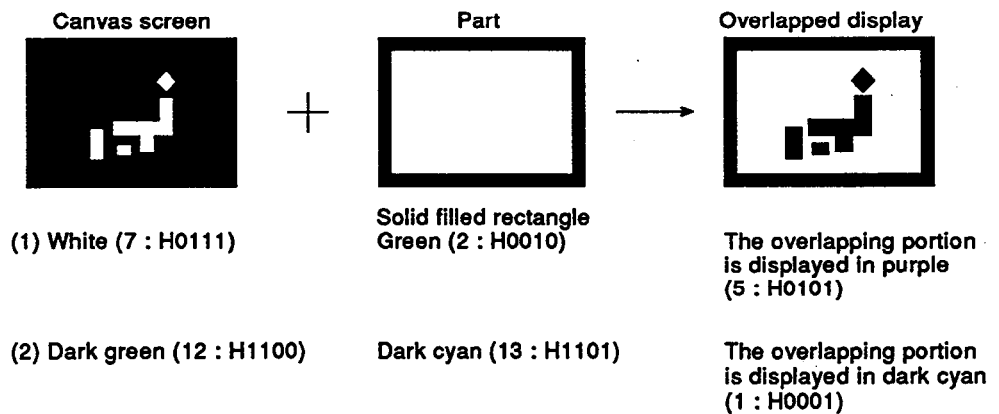 Canvas screen
Part
Overlapped display
Solid filled rectangle
(1) White (7 : H0111)
Green (2 : H0010)
The overlapping portion
is displayed in purple
(5 : H0101)
(2) Dark green (12 : H1100)
Dark cyan (13 : H1101)
The overlapping portion
is displayed in dark cyan
(1 : H0001)